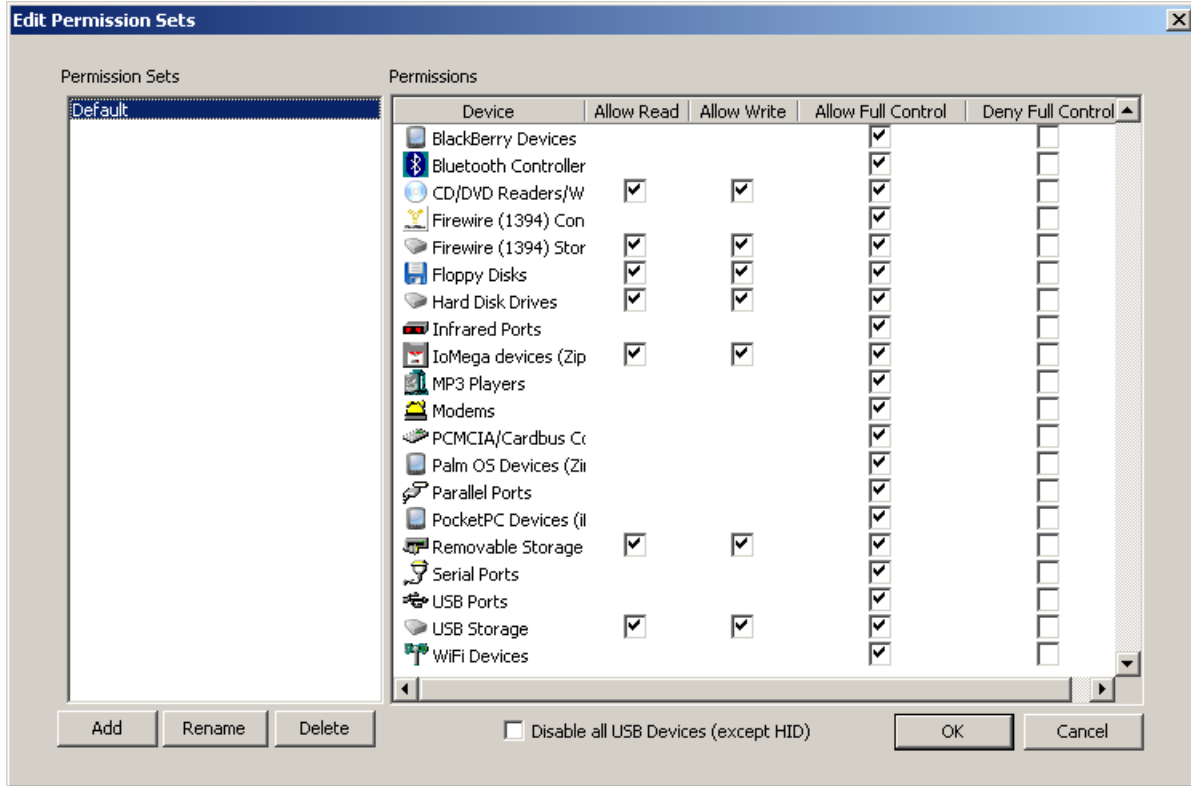 Edit Permission Sets
Permission Sets
Permissions
Default
Device Allow Read Allow Write Allow Full Control Deny Full Control
BlackBerry Devices
Bluetooth Controller
CD/DVD Readers/W
Firewire (1394) Con
Firewire (1394) Stor
Floppy Disks
Hard Disk Drives
Infrared Ports
IoMega devices (Zip
MP3 Players
Modems
PCMCIA/Cardbus Co
Palm OS Devices (Zir
Parallel Ports
PocketPC Devices (iP
Removable Storage
Serial Ports
USB Ports
USB Storage
WiFi Devices
Add Rename Delete
Disable all USB Devices (except HID)
OK Cancel